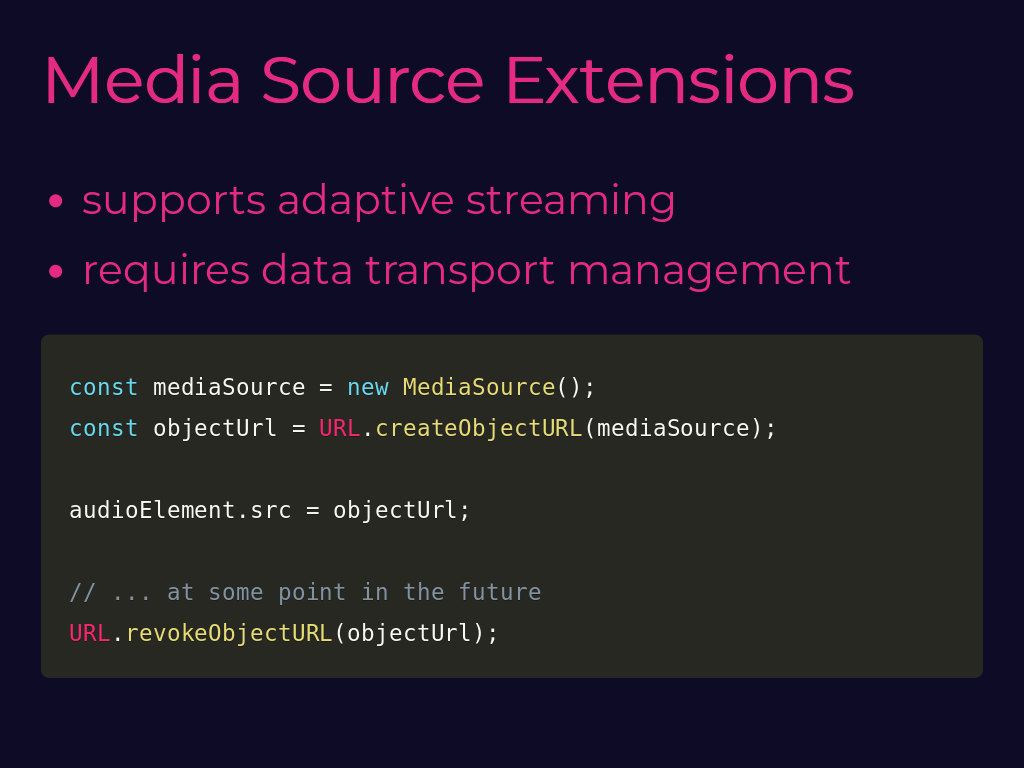 Media Source Extensions
• supports adaptive streaming
• requires data transport management
const mediaSource = new MediaSource();
const objectUrl = URL.createObjectURL(mediaSource);
audioElement.src = objectUrl;
// ... at some point in the future
URL.revokeObjectURL(objectUrl);